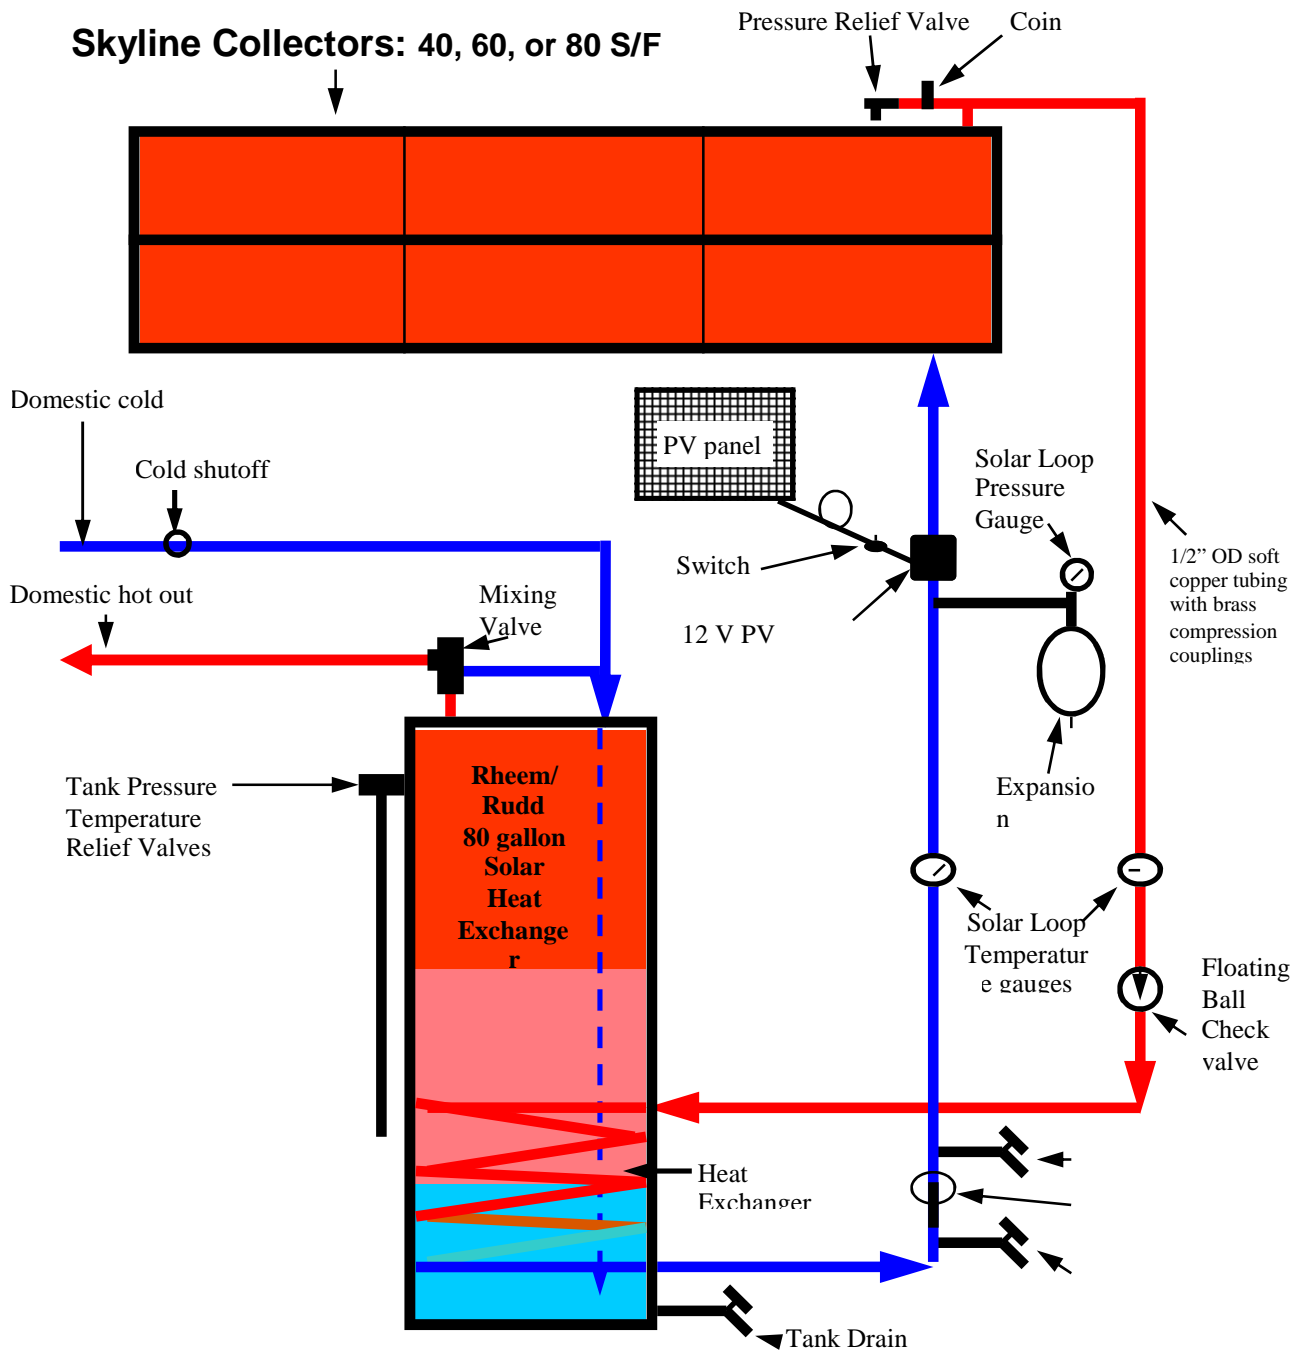 Pressure Relief Valve
Coin
Skyline Collectors: 40, 60, or 80 S/F
Domestic cold
Cold shutoff
PV panel
Solar Loop
Pressure
Gauge
Switch
12 V PV
1/2” OD soft
copper tubing
with brass
compression
couplings
Domestic hot out
Mixing
Valve
Tank Pressure
Temperature
Relief Valves
Rheem/
Rudd
80 gallon
Solar
Heat
Exchange
r
Expansio
n
Solar Loop
Temperatur
e gauges
Floating
Ball
Check
valve
Heat
Exchanger
Tank Drain